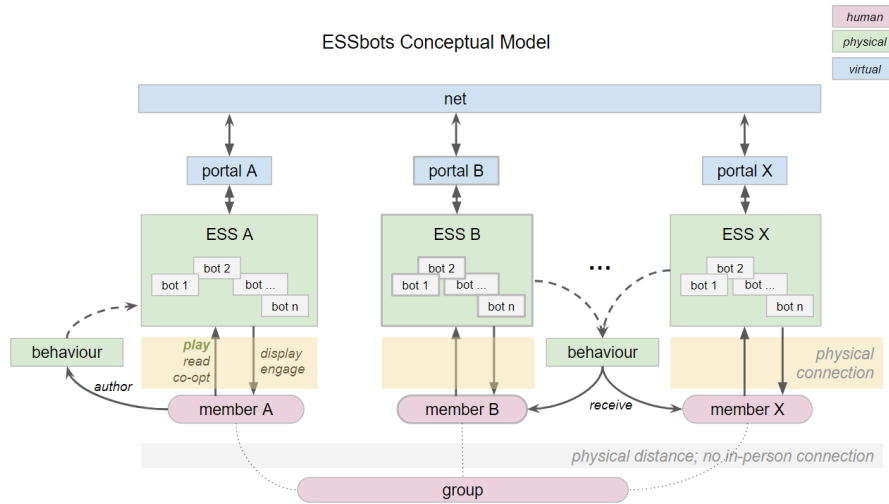 human
ESSbots Conceptual Model
physical
virtual
net
portal A
portal B
portal X
ESS A
ESS B
ESS X
bot 2
bot 1
bot ...
bot n
bot 2
bot 1
bot ...
bot n
...
bot 2
bot 1
bot ...
bot n
behaviour
play
read
co-opt
display
engage
behaviour
physical
connection
author
receive
member A
member B
member X
physical distance; no in-person connection
group